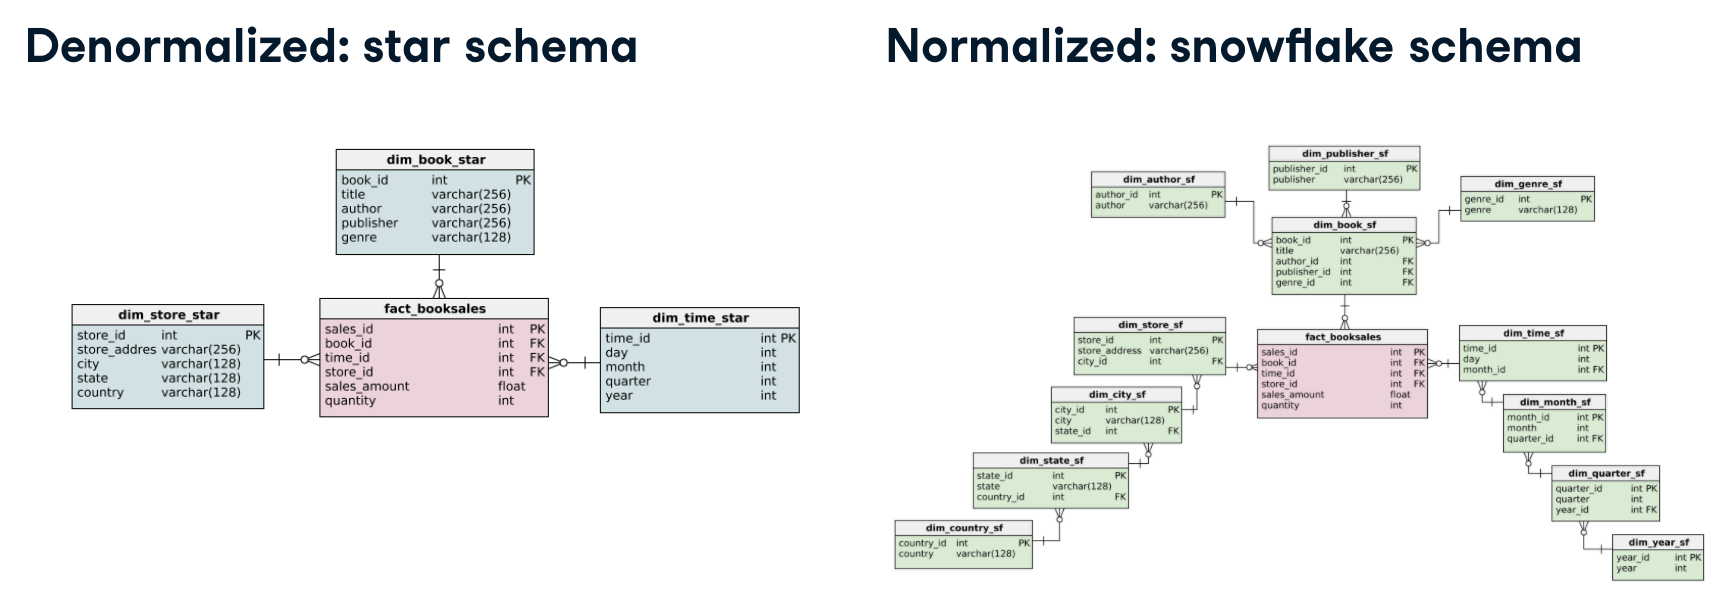 Denormalized: star schema
dim_book_star
book_id int PK
title varchar(256)
author varchar(256)
publisher varchar(256)
genre varchar(128)
dim_store_star
store_id int PK
store_addres varchar(256)
city varchar(128)
state varchar(128)
country varchar(128)
fact_booksales
sales_id int PK
book_id int FK
time_id int FK
store_id int FK
sales_amount float
quantity int
dim_time_star
time_id int PK
day int
month int
quarter int
year int
Normalized: snowflake schema
dim_publisher_sf
publisher_id int PK
publisher varchar(256)
dim_author_sf
author_id int PK
author varchar(256)
dim_genre_sf
genre_id int PK
genre varchar(128)
dim_book_sf
book_id int PK
title varchar(256)
author_id int FK
publisher_id int FK
genre_id int FK
dim_store_sf
store_id int PK
store_address varchar(256)
city_id int FK
fact_booksales
sales_id int PK
book_id int FK
time_id int FK
store_id int FK
sales_amount float
quantity int
dim_time_sf
time_id int PK
day int
month_id int FK
dim_city_sf
city_id int PK
city varchar(128)
state_id int FK
dim_month_sf
month_id int PK
month int
quarter_id int FK
dim_state_sf
state_id int PK
state varchar(128)
country_id int FK
dim_quarter_sf
quarter_id int PK
quarter int
year_id int FK
dim_country_sf
country_id int PK
country varchar(128)
dim_year_sf
year_id int PK
year int